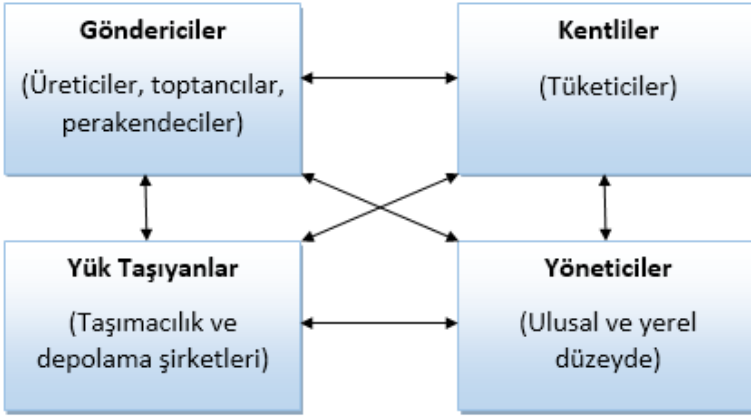 Göndericiler
(Üreticiler, toptancılar,
perakendeciler)
Kentliler
(Tüketiciler)
Yük Taşıyanlar
(Taşımacılık ve
depolama şirketleri)
Yöneticiler
(Ulusal ve yerel
düzeyde)